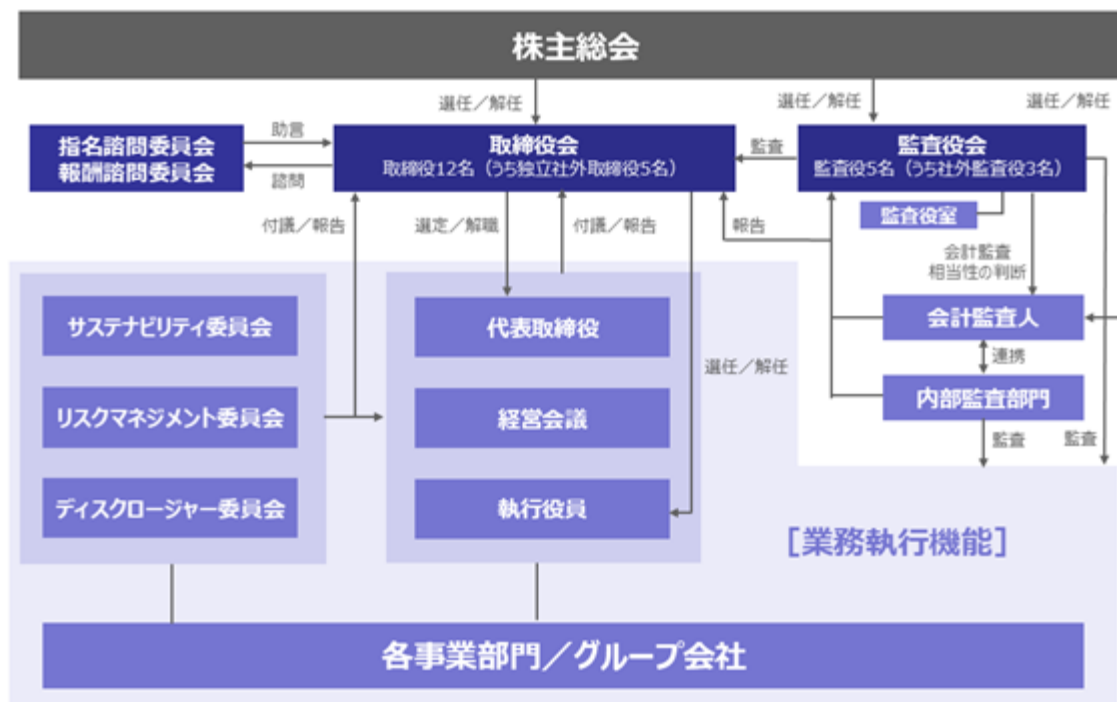 株主総会
選任／解任
選任／解任
選任／解任
指名諮問委員会
報酬諮問委員会
助言
諮問
取締役会
取締役12名（うち独立社外取締役5名）
監査
監査役会
監査役5名（うち社外監査役3名）
監査役室
付議／報告
選定／解職
付議／報告
報告
会計監査
相当性の判断
サステナビリティ委員会
代表取締役
会計監査人
連携
選任／解任
リスクマネジメント委員会
経営会議
内部監査部門
監査
監査
ディスクロージャー委員会
執行役員
［業務執行機能］
各事業部門／グループ会社